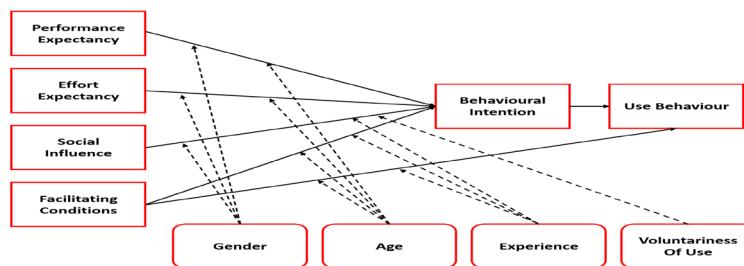 Performance
Expectancy
Effort
Expectancy
Social
Influence
Facilitating
Conditions
Behavioural
Intention
Use Behaviour
Gender
Age
Experience
Voluntariness
Of Use